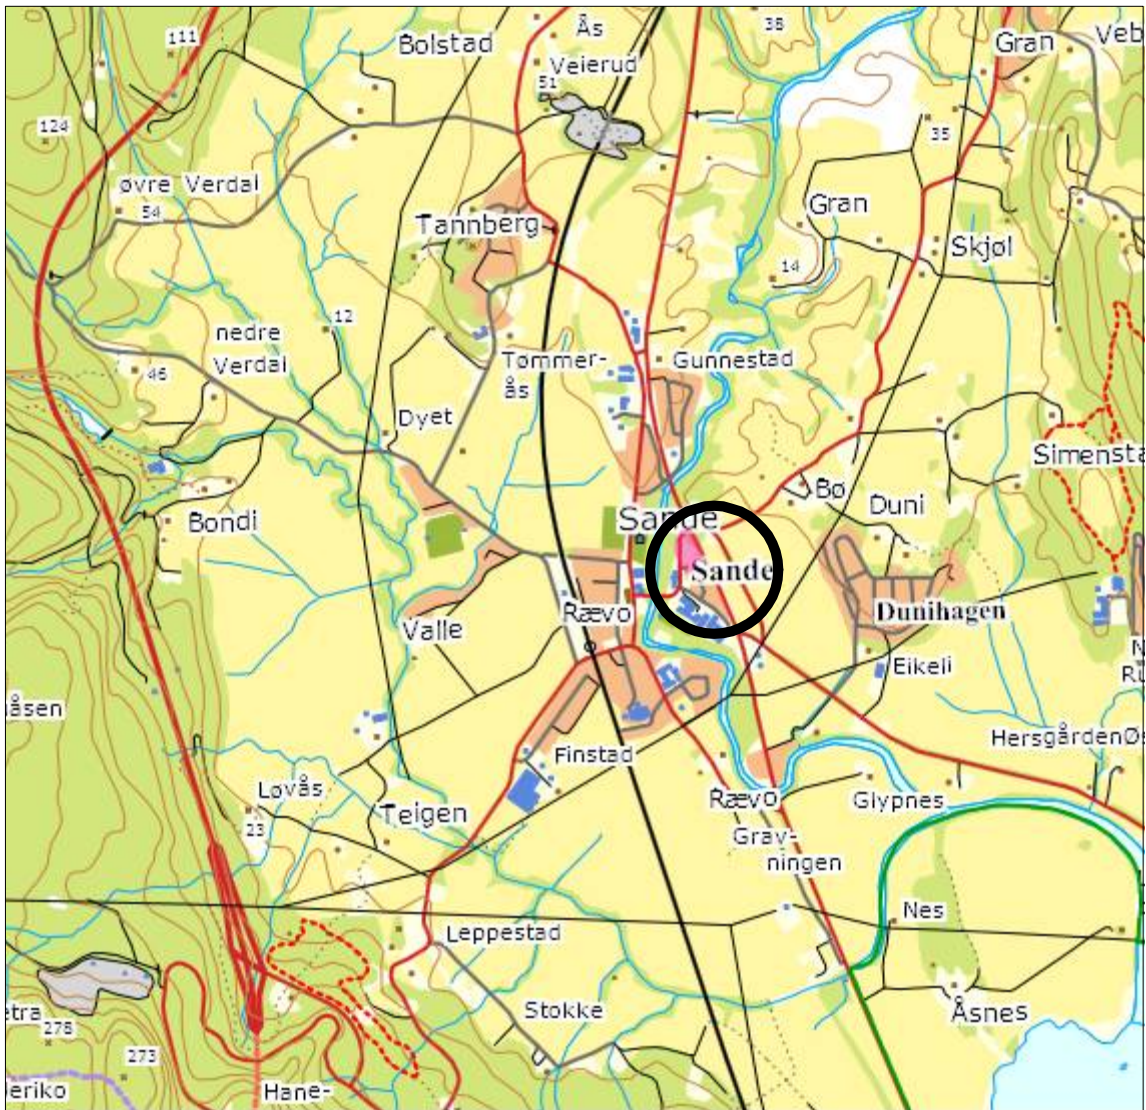 Ås
38
Bolstad
Gran
Veb
111
Veierud
51
124
35
øvre Verdal
54
Tannberg
Gran
Skjøl
14
12
nedre
Verdal
Tømmer-
ås
Gunnestad
46
Dyet
Simensta
Bø
Duni
Bondi
Sande
Sande
Rævo
Dunihagen
Valle
Eikeli
N
Ru
åsen
HersgårdenØs
Finstad
Løvås
Rævo
Glypnes
Teigen
23
Grav-
ningen
Nes
Leppestad
etra
278
Stokke
Åsnes
273
eriko
Hane-